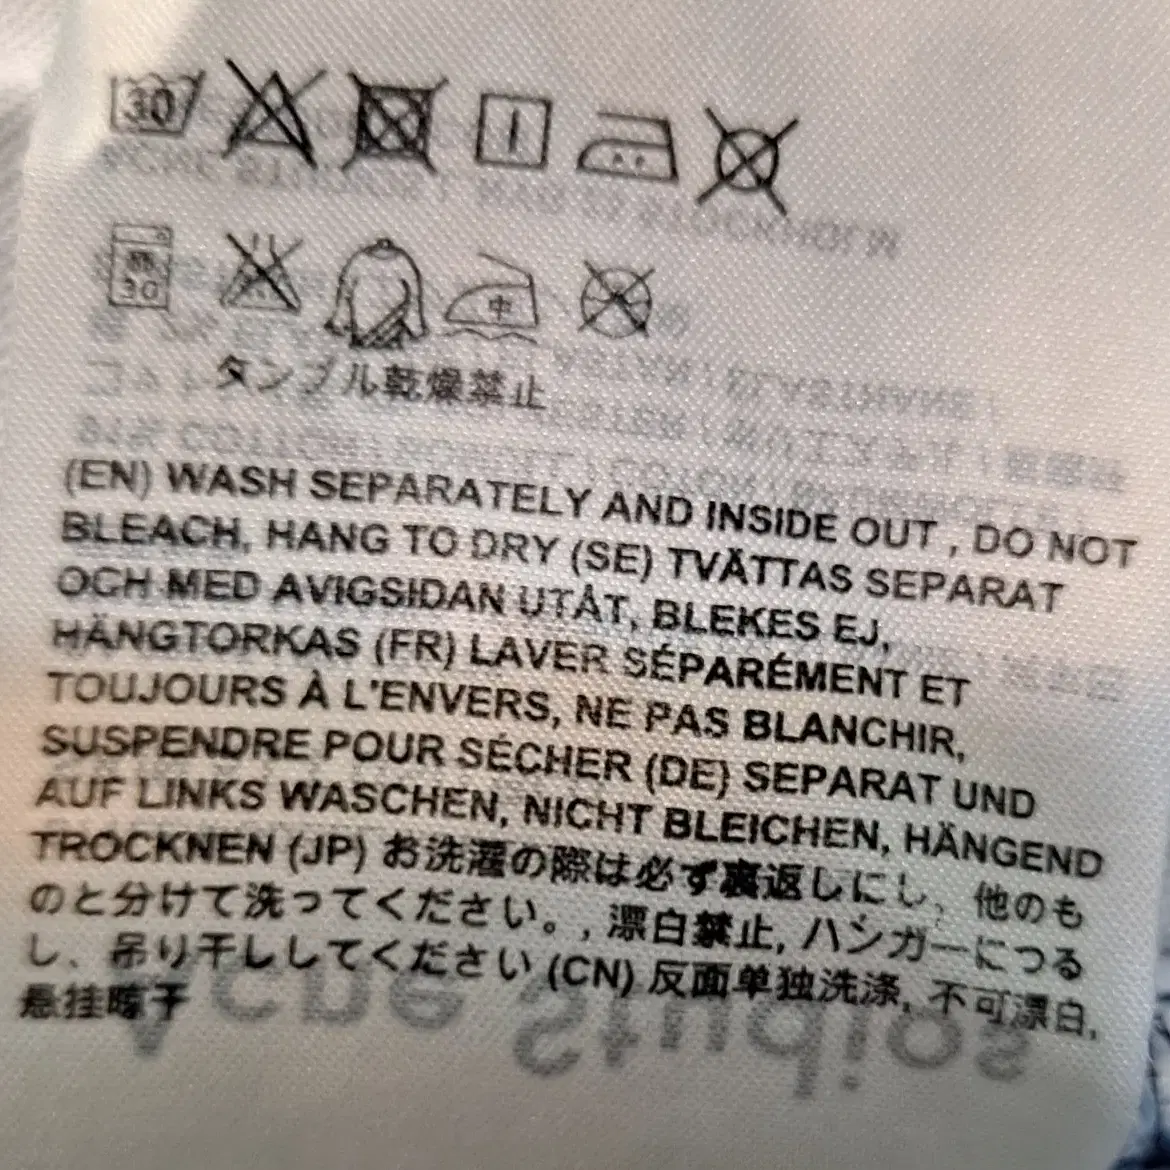 30
弱
30
中
タンブル乾燥禁止
(EN) WASH SEPARATELY AND INSIDE OUT , DO NOT
BLEACH, HANG TO DRY (SE) TVÄTTAS SEPARAT
OCH MED AVIGSIDAN UTÅT, BLEKES EJ,
HÄNGTORKAS (FR) LAVER SÉPARÉMENT ET
TOUJOURS À L'ENVERS, NE PAS BLANCHIR,
SUSPENDRE POUR SÉCHER (DE) SEPARAT UND
AUF LINKS WASCHEN, NICHT BLEICHEN, HÄNGEND
TROCKNEN (JP) お洗濯の際は必ず裏返しにし、他のも
のと分けて洗ってください。, 漂白禁止, ハンガーにつる
し、吊り干ししてください (CN) 反面单独洗涤, 不可漂白,
悬挂晾干
Acne Studios